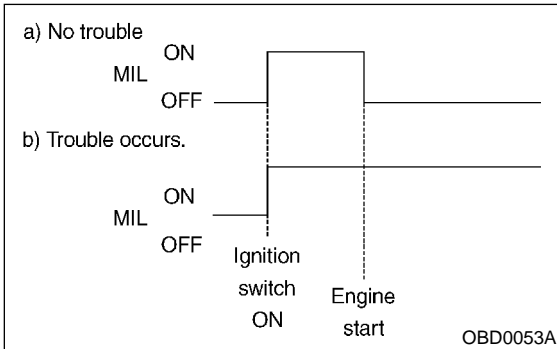 a) No trouble
ON
MIL
OFF
b) Trouble occurs.
ON
MIL
OFF
Ignition
switch
ON
Engine
start
OBD0053A